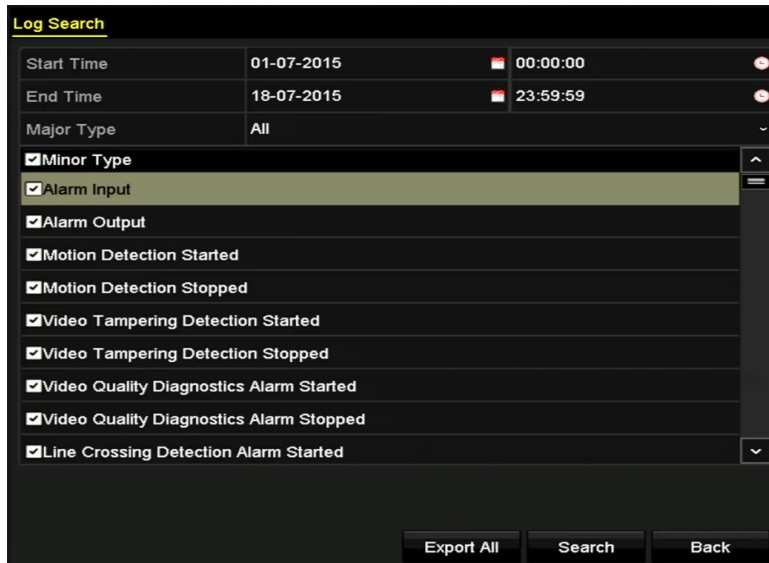 Log Search
Start Time 01-07-2015 00:00:00
End Time 18-07-2015 23:59:59
Major Type All
Minor Type
Alarm Input
Alarm Output
Motion Detection Started
Motion Detection Stopped
Video Tampering Detection Started
Video Tampering Detection Stopped
Video Quality Diagnostics Alarm Started
Video Quality Diagnostics Alarm Stopped
Line Crossing Detection Alarm Started
Export All Search Back